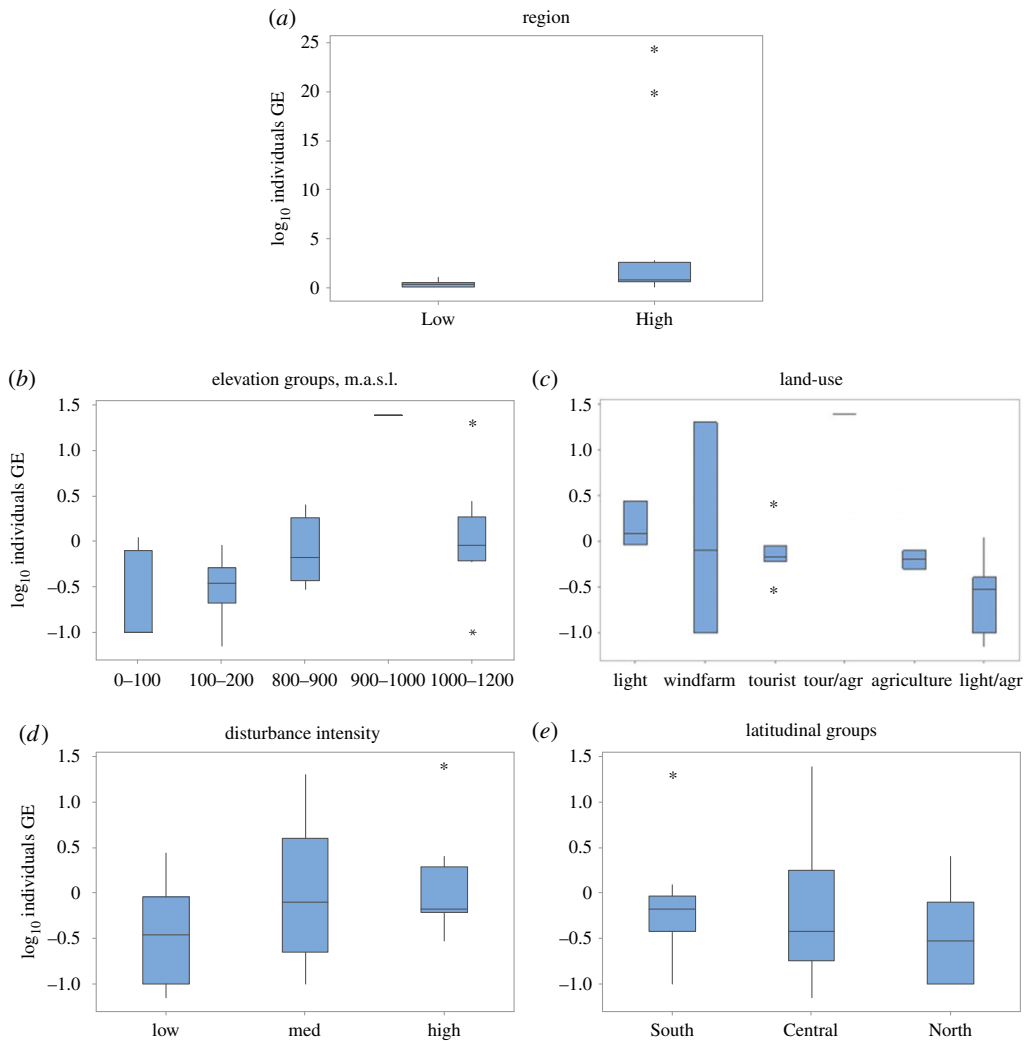 (a) region
log10 individuals GE
25
20
15
10
5
0
Low High
(b) elevation groups, m.a.s.l.
log10 individuals GE
1.5
1.0
0.5
0
−0.5
−1.0
0–100 100–200 800–900 900–1000 1000–1200
(c) land-use
1.5
1.0
0.5
0
−0.5
−1.0
light windfarm tourist tour/agr agriculture light/agr
(d) disturbance intensity
log10 individuals GE
1.5
1.0
0.5
0
−0.5
−1.0
low med high
(e) latitudinal groups
1.5
1.0
0.5
0
−0.5
−1.0
South Central North